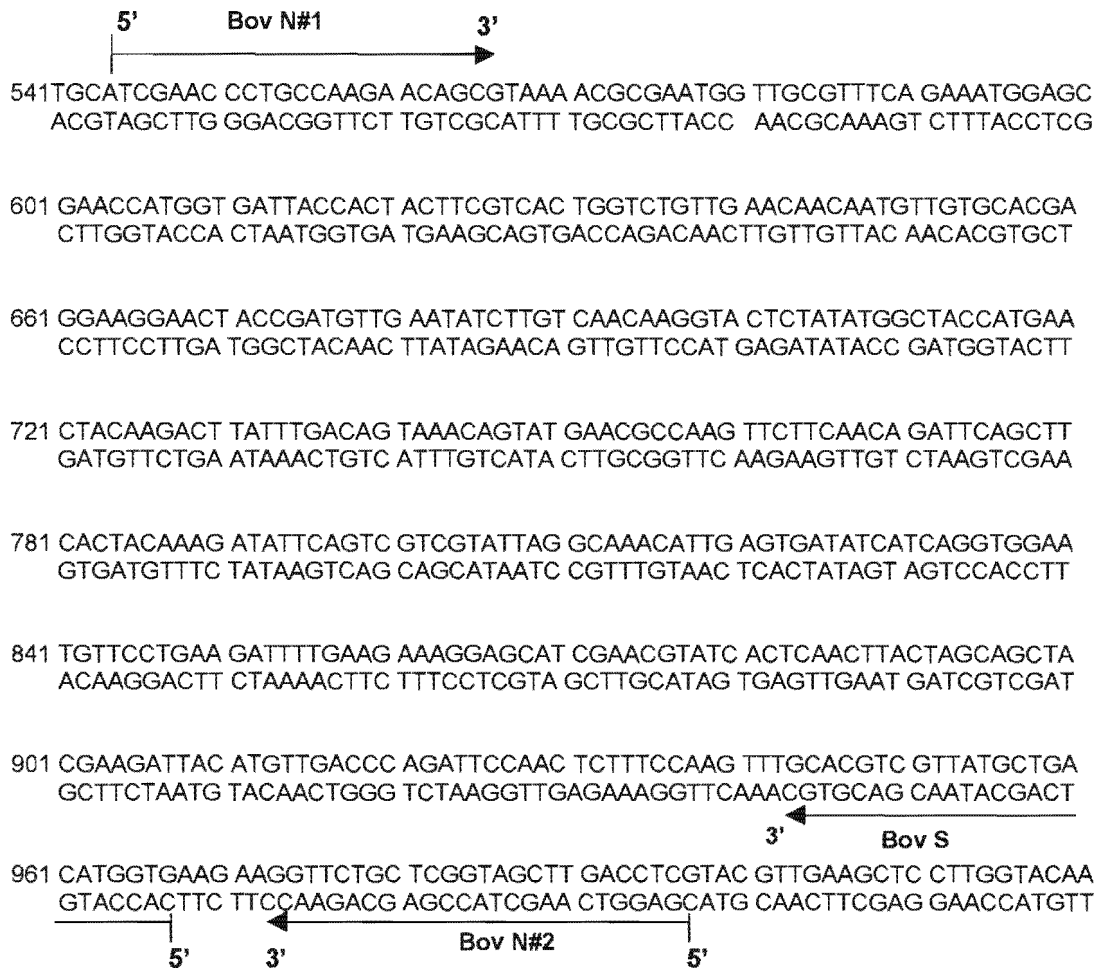 5’ Bov N#1 3’
541TGCATCGAAC CCTGCCAAGA ACAGCGTAAA ACGCGAATGG TTGCGTTTCA GAAATGGAGC
ACGTAGCTTG GGACGGTTCT TGTCGCATTT TGCGCTTACC AACGCAAAGT CTTTACCTCG
601 GAACCATGGT GATTACCACT ACTTCGTCAC TGGTCTGTTG AACAACAATGTTGTGCACGA
CTTGGTACCA CTAATGGTGA TGAAGCAGTGACCAGACAACTTGTTGTTAC AACACGTGCT
661 GGAAGGAACT ACCGATGTTG AATATCTTGT CAACAAGGTA CTCTATATGGCTACCATGAA
CCTTCCTTGA TGGCTACAAC TTATAGAACA GTTGTTCCAT GAGATATACC GATGGTACTT
721 CTACAAGACT TATTTGACAG TAAACAGTAT GAACGCCAAG TTCTTCAACA GATTCAGCTT
GATGTTCTGA ATAAACTGTC ATTTGTCATA CTTGCGGTTC AAGAAGTTGT CTAAGTCGAA
781 CACTACAAAG ATATTCAGTC GTCGTATTAG GCAAACATTG AGTGATATCATCAGGTGGAA
GTGATGTTTC TATAAGTCAG CAGCATAATC CGTTTGTAAC TCACTATAGT AGTCCACCTT
841 TGTTCCTGAA GATTTTGAAG AAAGGAGCAT CGAACGTATC ACTCAACTTACTAGCAGCTA
ACAAGGACTT CTAAAACTTC TTTCCTCGTA GCTTGCATAG TGAGTTGAAT GATCGTCGAT
901 CGAAGATTAC ATGTTGACCC AGATTCCAAC TCTTTCCAAG TTTGCACGTC GTTATGCTGA
GCTTCTAATG TACAACTGGG TCTAAGGTTGAGAAAGGTTCAAACGTGCAGC AATACGACT
3’ Bov S
961 CATGGTGAAG AAGGTTCTGC TCGGTAGCTT GACCTCGTAC GTTGAAGCTC CTTGGTACAA
GTACCACTTC TTCCAAGACG AGCCATCGAA CTGGAGCATG CAACTTCGAG GAACCATGTT
5’ 3’ Bov N#2 5’